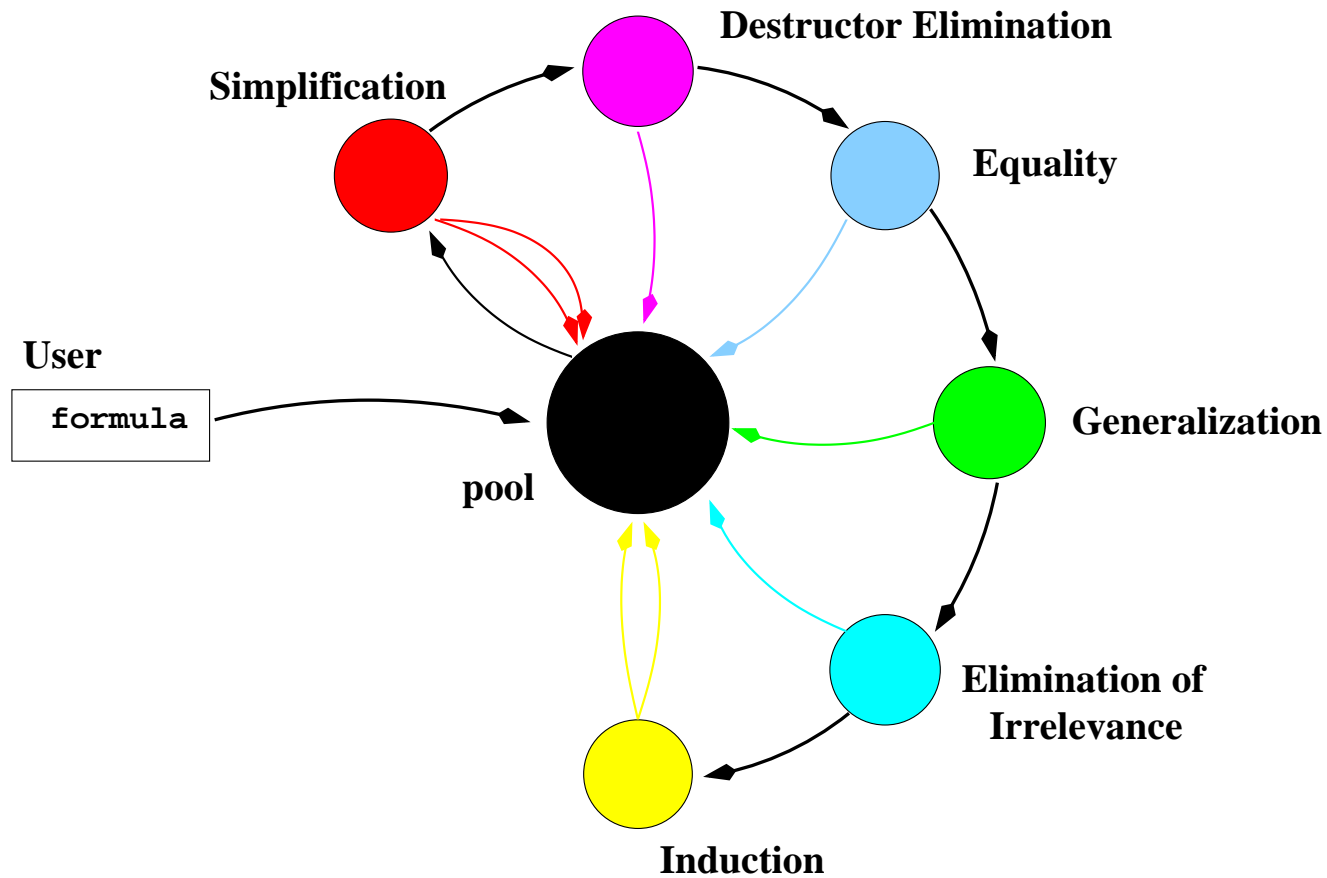 Destructor Elimination
Simplification
Equality
User
formula
Generalization
pool
Elimination of
Irrelevance
Induction